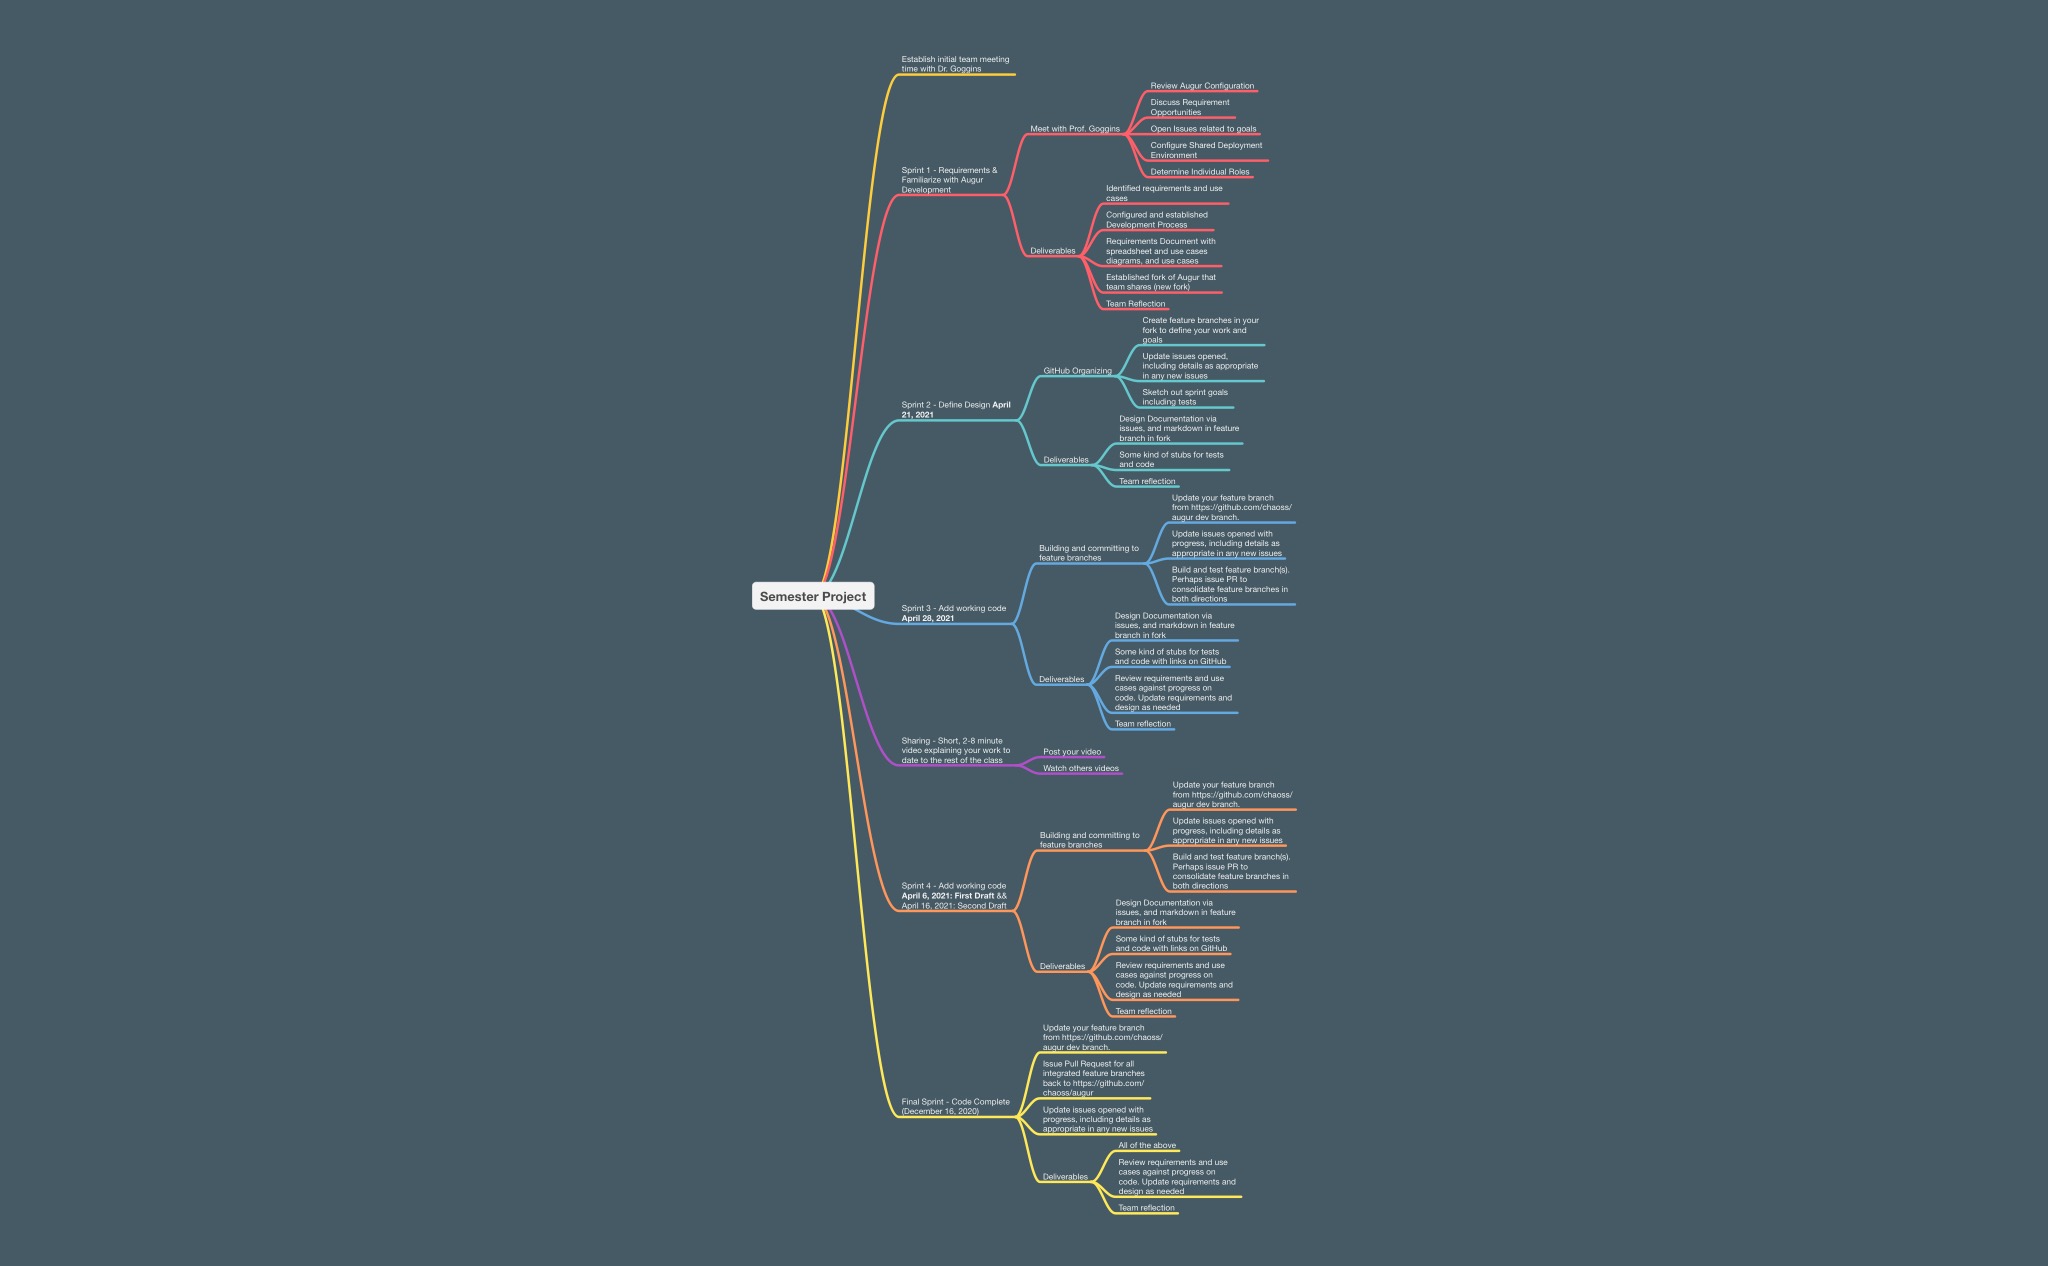 Semester Project
Establish initial team meeting
time with Dr. Goggins
Sprint 1 - Requirements &
Familiarize with Augur
Development
Meet with Prof. Goggins
Review Augur Configuration
Discuss Requirement
Opportunities
Open Issues related to goals
Configure Shared Deployment
Environment
Determine Individual Roles
Deliverables
Identified requirements and use
cases
Configured and established
Development Process
Requirements Document with
spreadsheet and use cases
diagrams, and use cases
Established fork of Augur that
team shares (new fork)
Team Reflection
Sprint 2 - Define Design April
21, 2021
GitHub Organizing
Create feature branches in your
fork to define your work and
goals
Update issues opened,
including details as appropriate
in any new issues
Sketch out sprint goals
including tests
Deliverables
Design Documentation via
issues, and markdown in feature
branch in fork
Some kind of stubs for tests
and code
Team reflection
Sprint 3 - Add working code
April 28, 2021
Building and committing to
feature branches
Update your feature branch
from https://github.com/chaoss/
augur dev branch.
Update issues opened with
progress, including details as
appropriate in any new issues
Build and test feature branch(s).
Perhaps issue PR to
consolidate feature branches in
both directions
Deliverables
Design Documentation via
issues, and markdown in feature
branch in fork
Some kind of stubs for tests
and code with links on GitHub
Review requirements and use
cases against progress on
code. Update requirements and
design as needed
Team reflection
Sharing - Short, 2-8 minute
video explaining your work to
date to the rest of the class
Post your video
Watch others videos
Sprint 4 - Add working code
April 6, 2021: First Draft &&
April 16, 2021: Second Draft
Building and committing to
feature branches
Update your feature branch
from https://github.com/chaoss/
augur dev branch.
Update issues opened with
progress, including details as
appropriate in any new issues
Build and test feature branch(s).
Perhaps issue PR to
consolidate feature branches in
both directions
Deliverables
Design Documentation via
issues, and markdown in feature
branch in fork
Some kind of stubs for tests
and code with links on GitHub
Review requirements and use
cases against progress on
code. Update requirements and
design as needed
Team reflection
Final Sprint - Code Complete
(December 16, 2020)
Update your feature branch
from https://github.com/chaoss/
augur dev branch.
Issue Pull Request for all
integrated feature branches
back to https://github.com/
chaoss/augur
Update issues opened with
progress, including details as
appropriate in any new issues
Deliverables
All of the above
Review requirements and use
cases against progress on
code. Update requirements and
design as needed
Team reflection